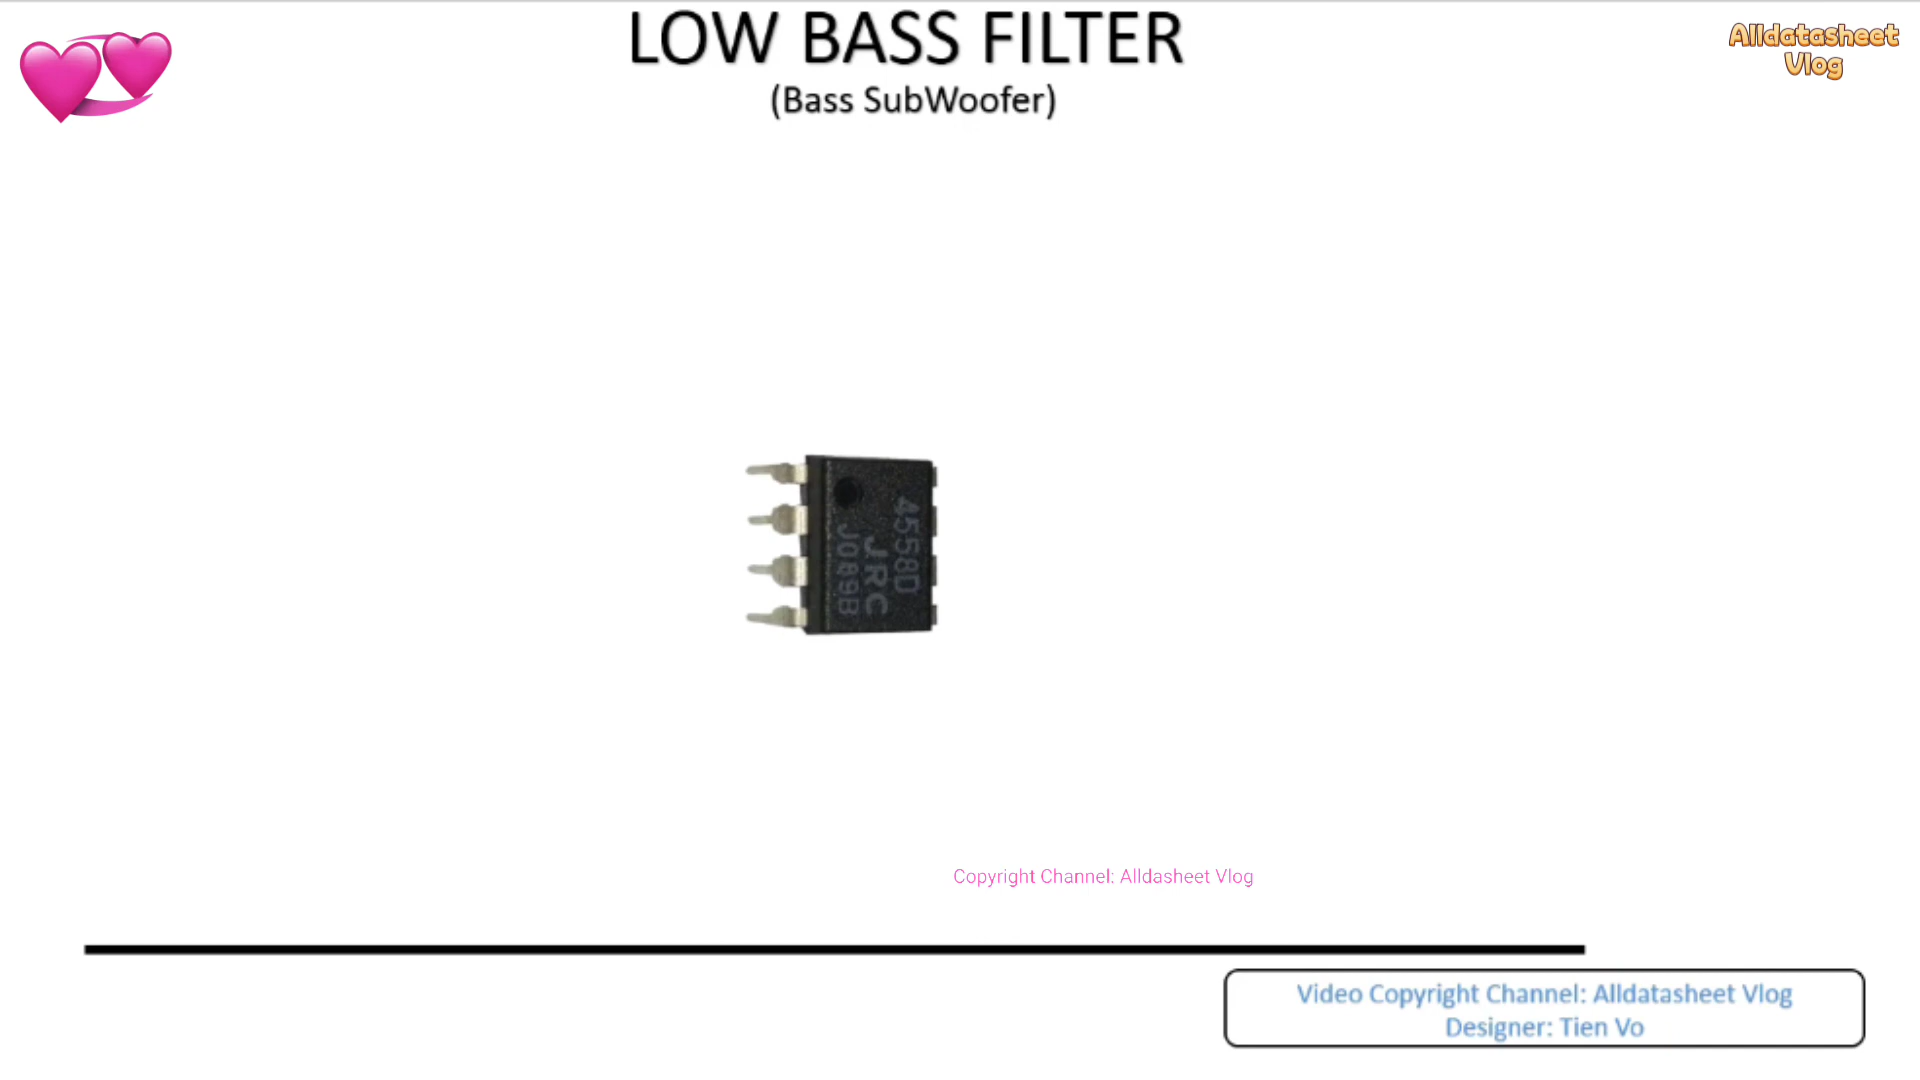 LOW BASS FILTER
(Bass SubWoofer)
Alldatasheet
Vlog
4558D
JRC
J089B
Copyright Channel: Alldasheet Vlog
Video Copyright Channel: Alldatasheet Vlog
Designer: Tien Vo